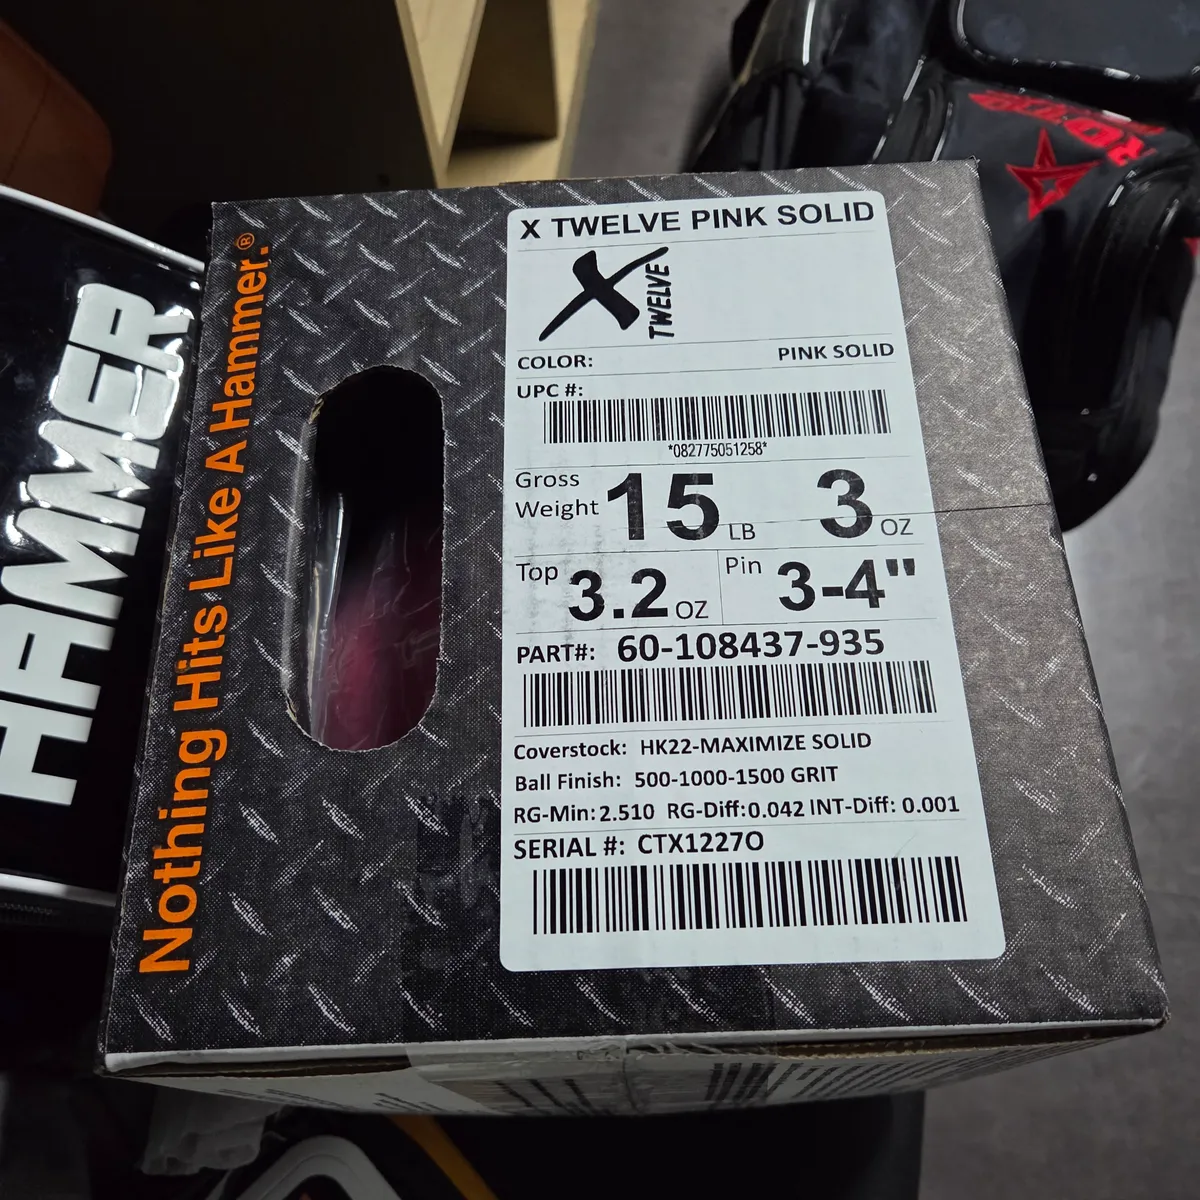 HAMMER
Nothing Hits Like A Hammer.®
X TWELVE PINK SOLID
X TWELVE
COLOR: PINK SOLID
UPC #:
*082775051258*
Gross Weight 15 LB 3 OZ
Top 3.2 OZ Pin 3-4"
PART#: 60-108437-935
Coverstock: HK22-MAXIMIZE SOLID
Ball Finish: 500-1000-1500 GRIT
RG-Min: 2.510 RG-Diff: 0.042 INT-Diff: 0.001
SERIAL #: CTX1227O